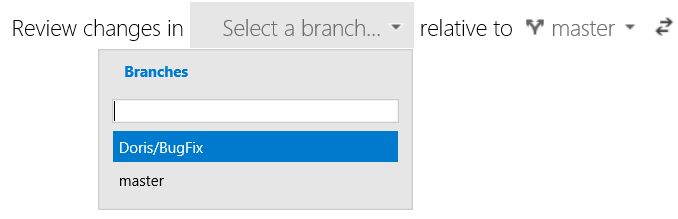 Review changes in Select a branch... relative to master
Branches
Doris/BugFix
master